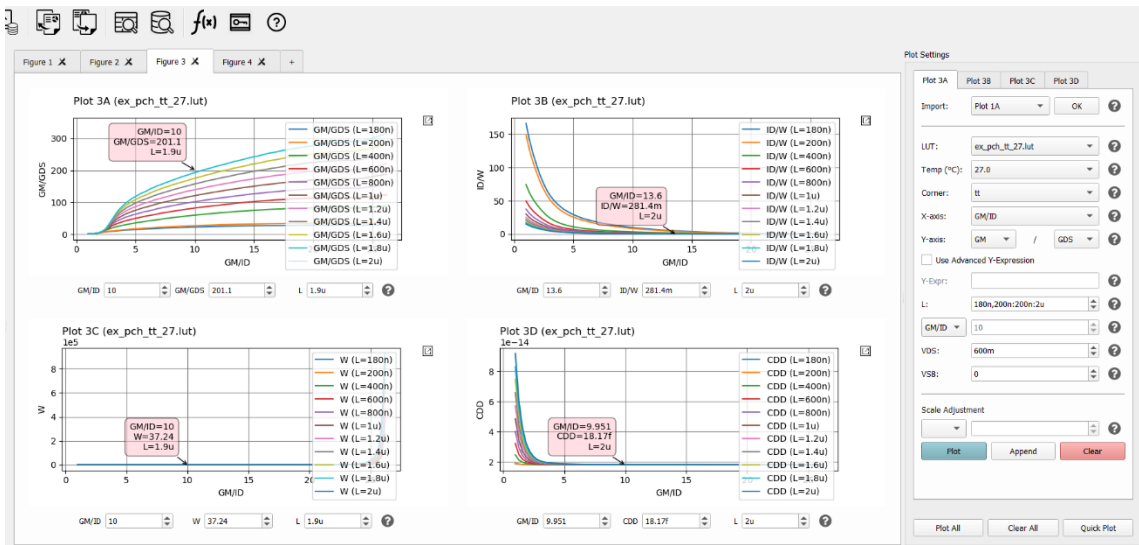 f(x)
Figure 1 X Figure 2 X Figure 3 X Figure 4 X +
Plot 3A (ex_pch_tt_27.lut)
GM/GDS
300
200
100
0
GM/ID=10
GM/GDS=201.1
L=1.9u
GM/GDS (L=180n)
GM/GDS (L=200n)
GM/GDS (L=400n)
GM/GDS (L=600n)
GM/GDS (L=800n)
GM/GDS (L=1u)
GM/GDS (L=1.2u)
GM/GDS (L=1.4u)
GM/GDS (L=1.6u)
GM/GDS (L=1.8u)
GM/GDS (L=2u)
0 5 10 15 20
GM/ID
GM/ID 10 GM/GDS 201.1 L 1.9u
Plot 3B (ex_pch_tt_27.lut)
ID/W
150
100
50
0
GM/ID=13.6
ID/W=281.4m
L=2u
ID/W (L=180n)
ID/W (L=200n)
ID/W (L=400n)
ID/W (L=600n)
ID/W (L=800n)
ID/W (L=1u)
ID/W (L=1.2u)
ID/W (L=1.4u)
ID/W (L=1.6u)
ID/W (L=1.8u)
ID/W (L=2u)
0 5 10 15 20
GM/ID
GM/ID 13.6 ID/W 281.4m L 2u
Plot 3C (ex_pch_tt_27.lut)
1e5
W
8
6
4
2
0
GM/ID=10
W=37.24
L=1.9u
W (L=180n)
W (L=200n)
W (L=400n)
W (L=600n)
W (L=800n)
W (L=1u)
W (L=1.2u)
W (L=1.4u)
W (L=1.6u)
W (L=1.8u)
W (L=2u)
0 5 10 15 20
GM/ID
GM/ID 10 W 37.24 L 1.9u
Plot 3D (ex_pch_tt_27.lut)
1e-14
CDD
8
6
4
2
GM/ID=9.951
CDD=18.17f
L=2u
CDD (L=180n)
CDD (L=200n)
CDD (L=400n)
CDD (L=600n)
CDD (L=800n)
CDD (L=1u)
CDD (L=1.2u)
CDD (L=1.4u)
CDD (L=1.6u)
CDD (L=1.8u)
CDD (L=2u)
0 5 10 15 20
GM/ID
GM/ID 9.951 CDD 18.17f L 2u
Plot Settings
Plot 3A Plot 3B Plot 3C Plot 3D
Import: Plot 1A OK
LUT: ex_pch_tt_27.lut
Temp (ºC): 27.0
Corner: tt
X-axis: GM/ID
Y-axis: GM / GDS
Use Advanced Y-Expression
Y-Expr:
L: 180n,200n:200n:2u
GM/ID 10
VDS: 600m
VSB: 0
Scale Adjustment
Plot Append Clear
Plot All Clear All Quick Plot